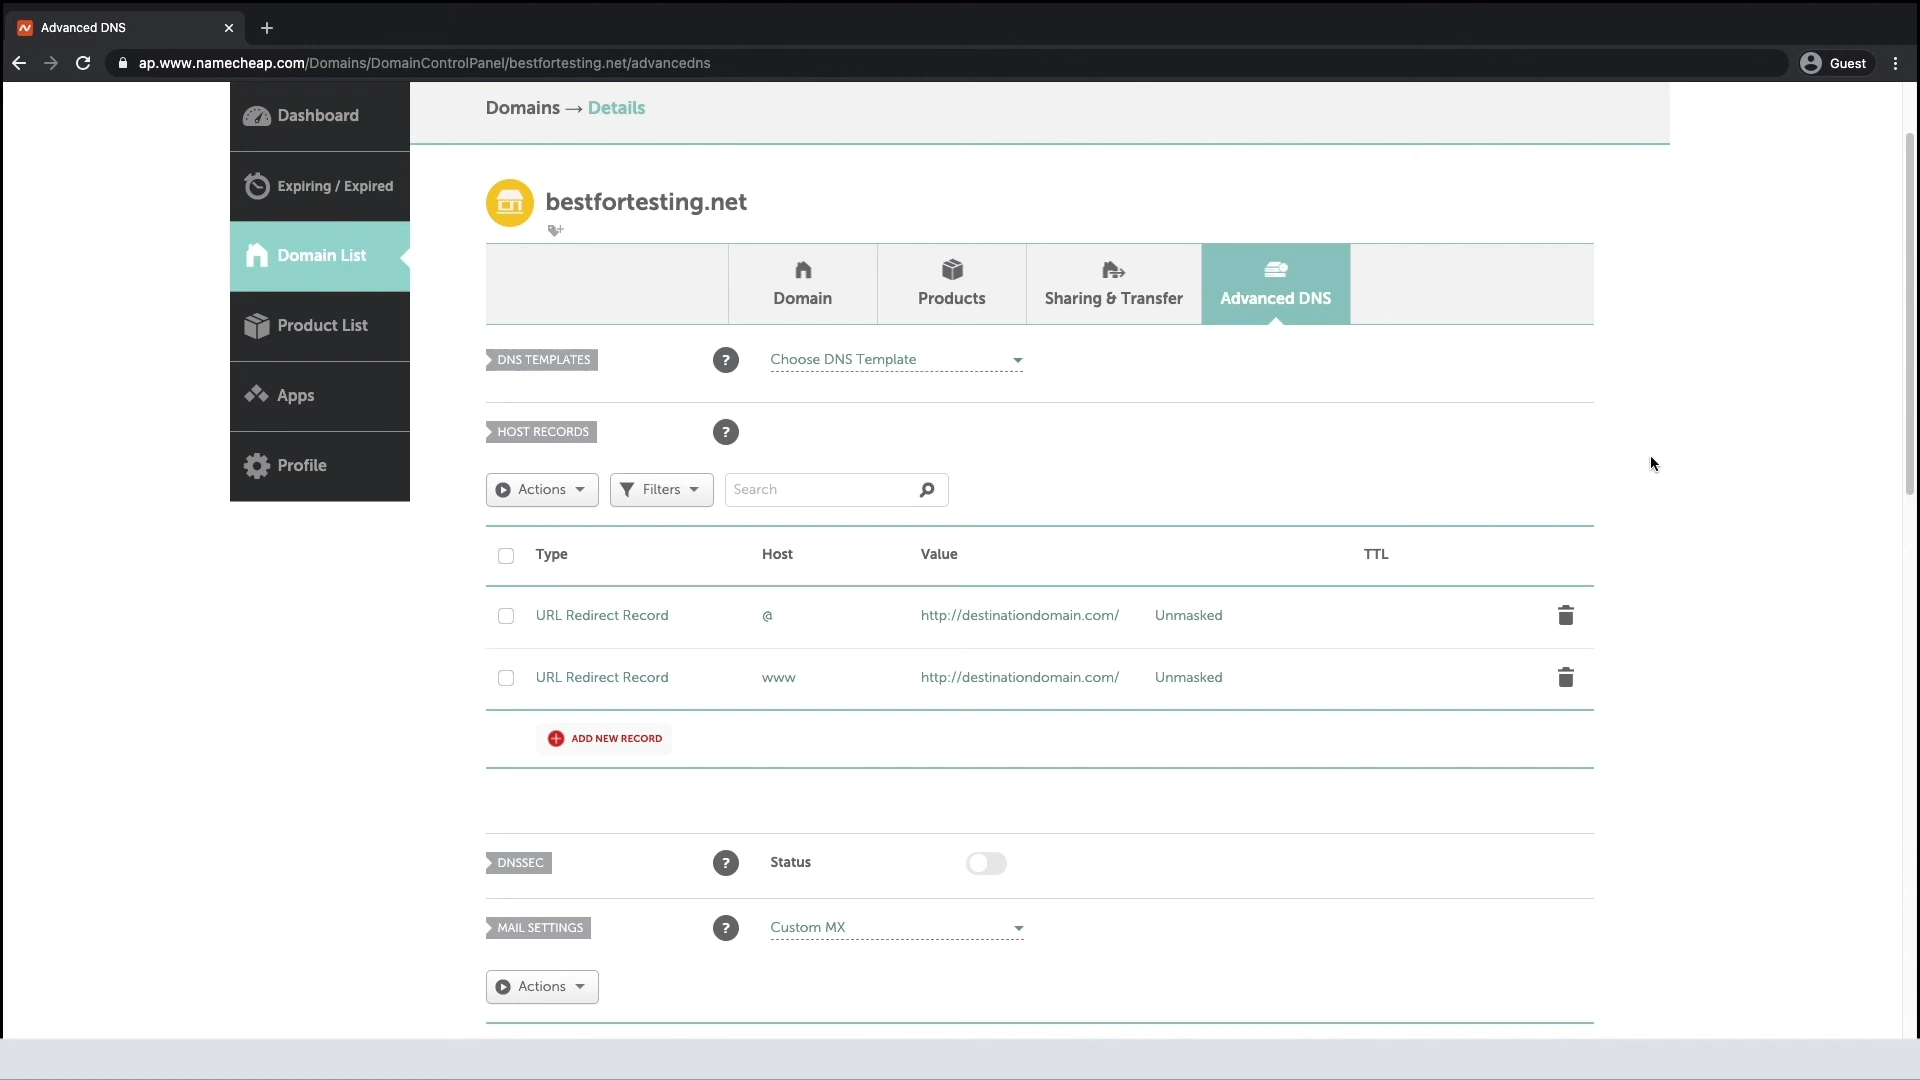 Advanced DNS
ap.www.namecheap.com/Domains/DomainControlPanel/bestfortesting.net/advanceddns
Guest
Dashboard
Expiring / Expired
Domain List
Product List
Apps
Profile
Domains → Details
bestfortesting.net
Domain
Products
Sharing & Transfer
Advanced DNS
DNS TEMPLATES ? Choose DNS Template
HOST RECORDS ?
Actions Filters Search
Type Host Value TTL
URL Redirect Record @ http://destinationdomain.com/ Unmasked
URL Redirect Record www http://destinationdomain.com/ Unmasked
ADD NEW RECORD
DNSSEC ? Status
MAIL SETTINGS ? Custom MX
Actions